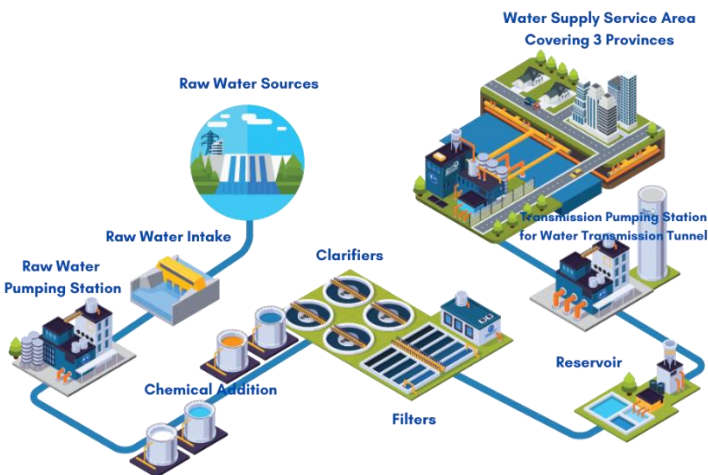 Water Supply Service Area
Covering 3 Provinces
Raw Water Sources
Raw Water Intake
Raw Water
Pumping Station
Clarifiers
Transmission Pumping Station
for Water Transmission Tunnel
Chemical Addition
Filters
Reservoir